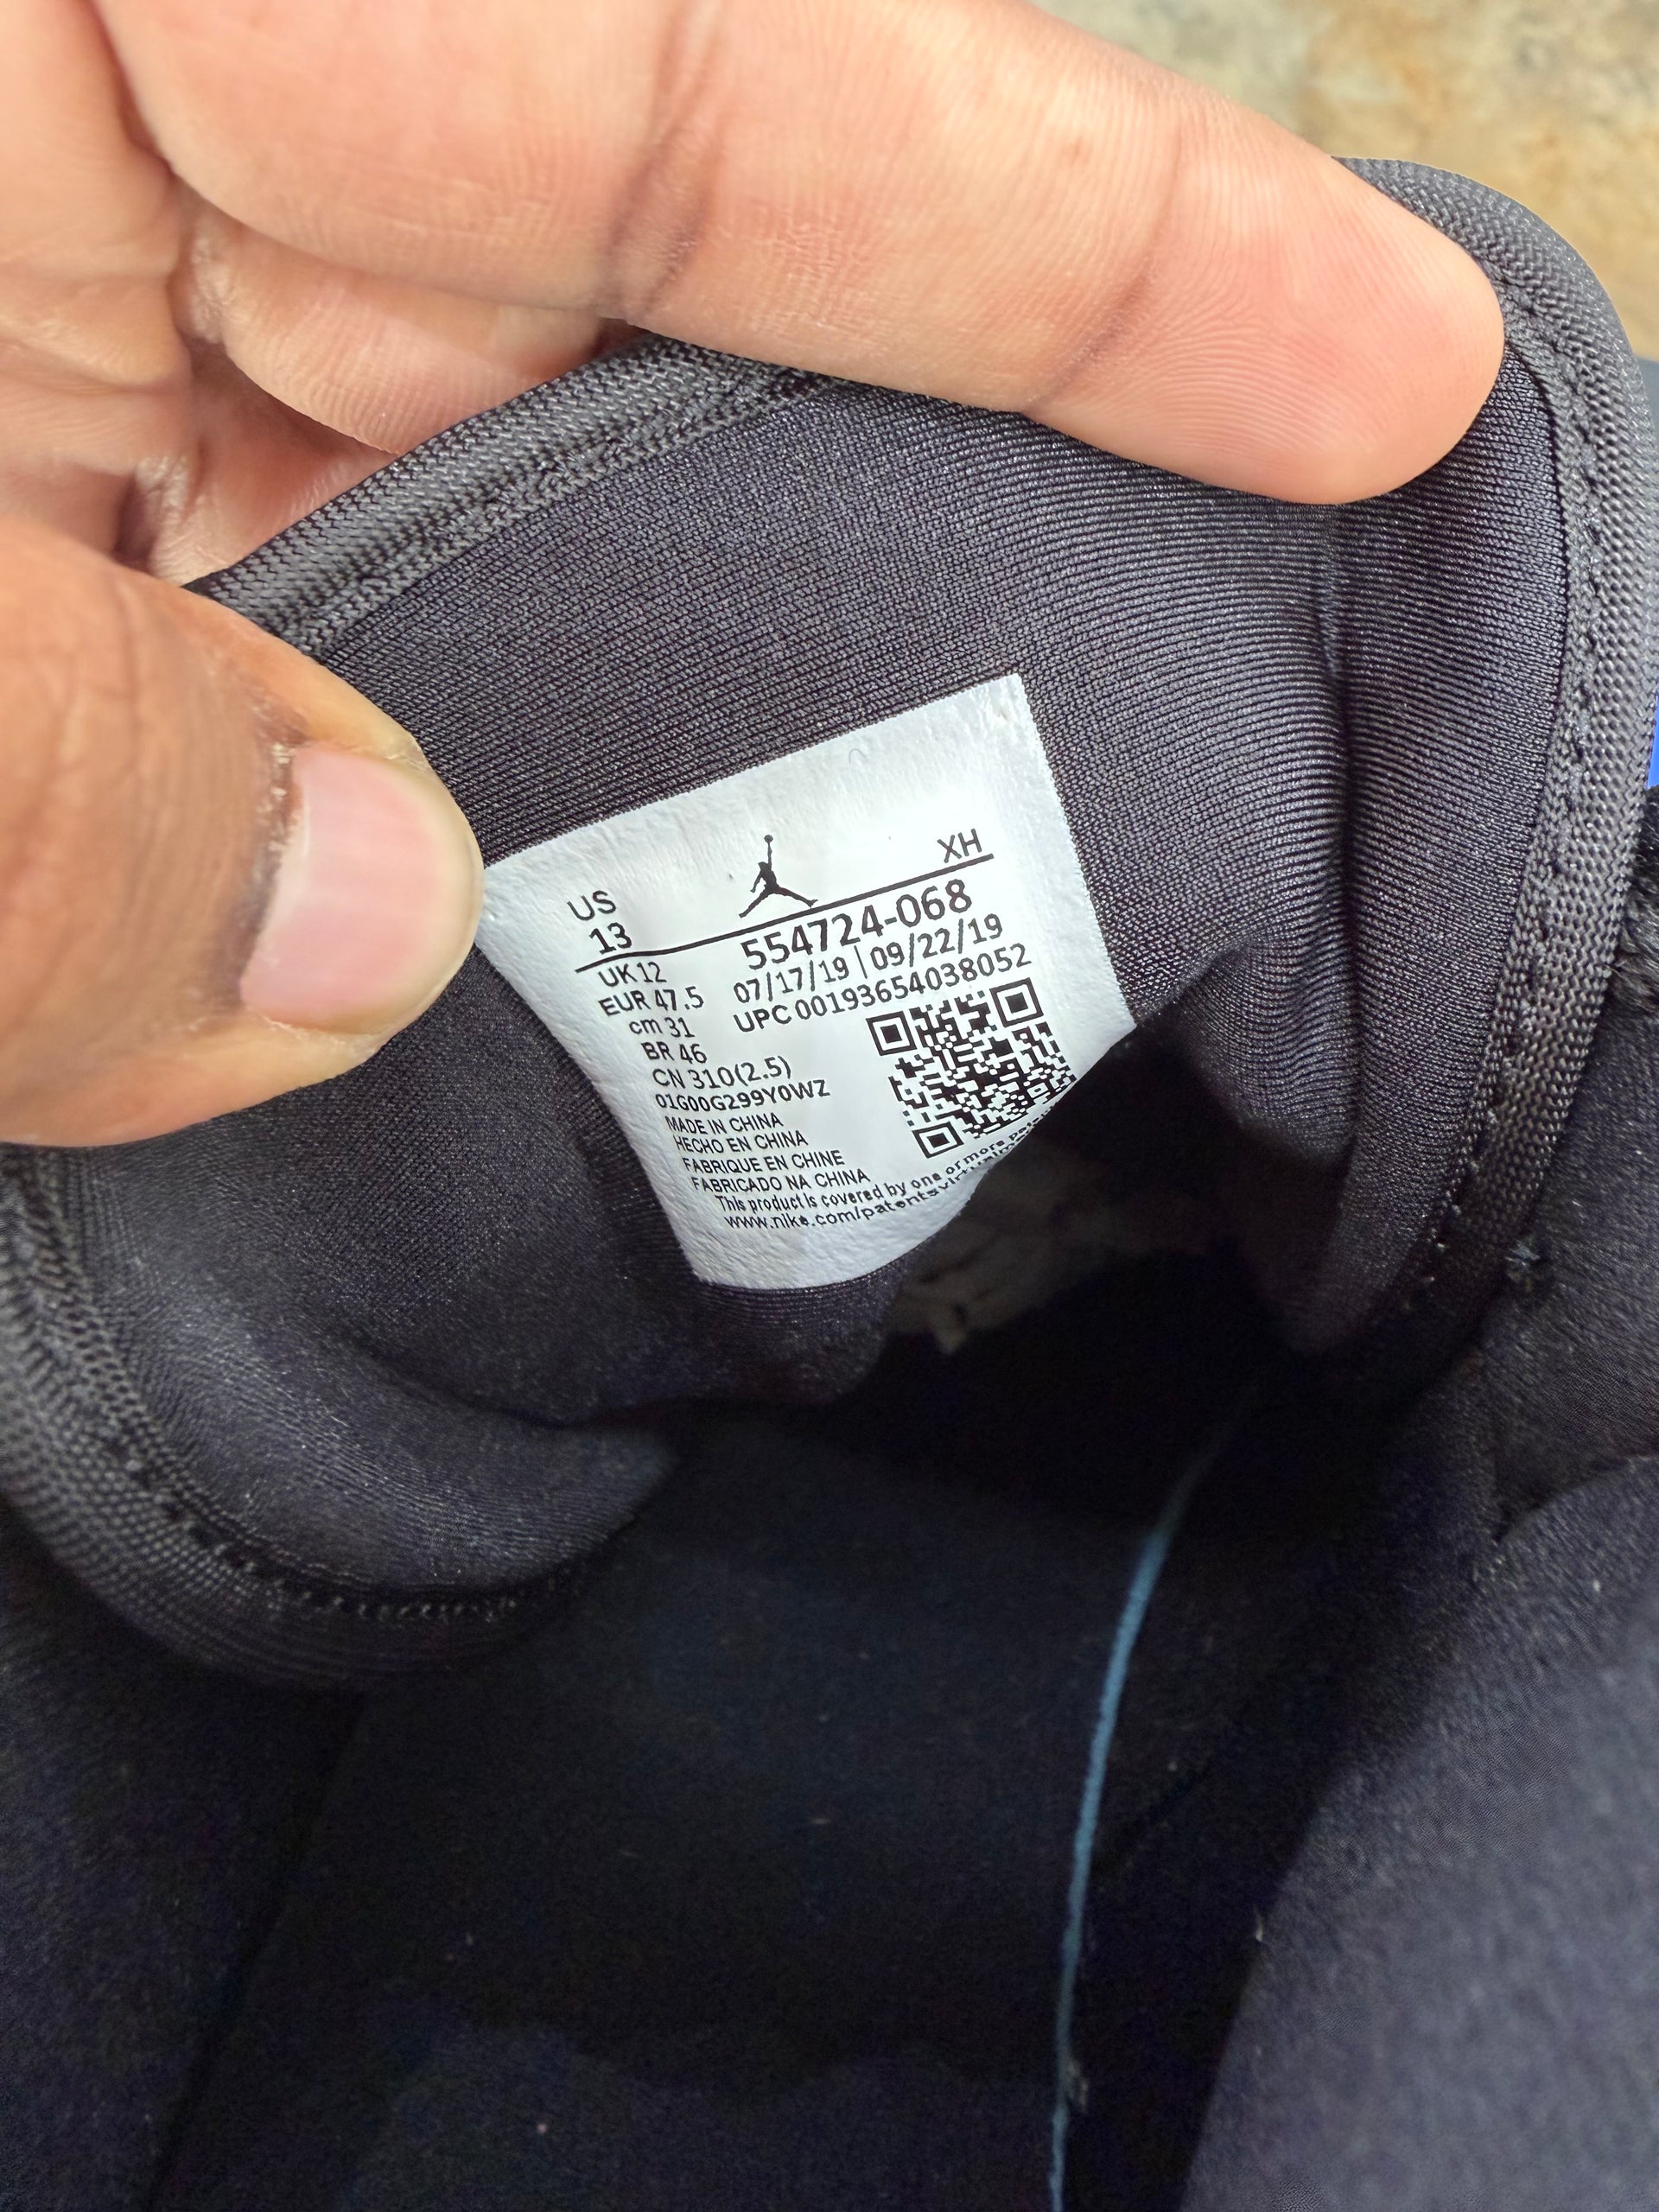 US
13
XH
554724-068
07/17/19 | 09/22/19
UPC 00193654038052
UK 12
EUR 47.5
cm 31
BR 46
CN 310(2.5)
01G00G299Y0WZ
MADE IN CHINA
HECHO EN CHINA
FABRIQUE EN CHINE
FABRICADO NA CHINA
This product is covered by one or more
www.nike.com/patents